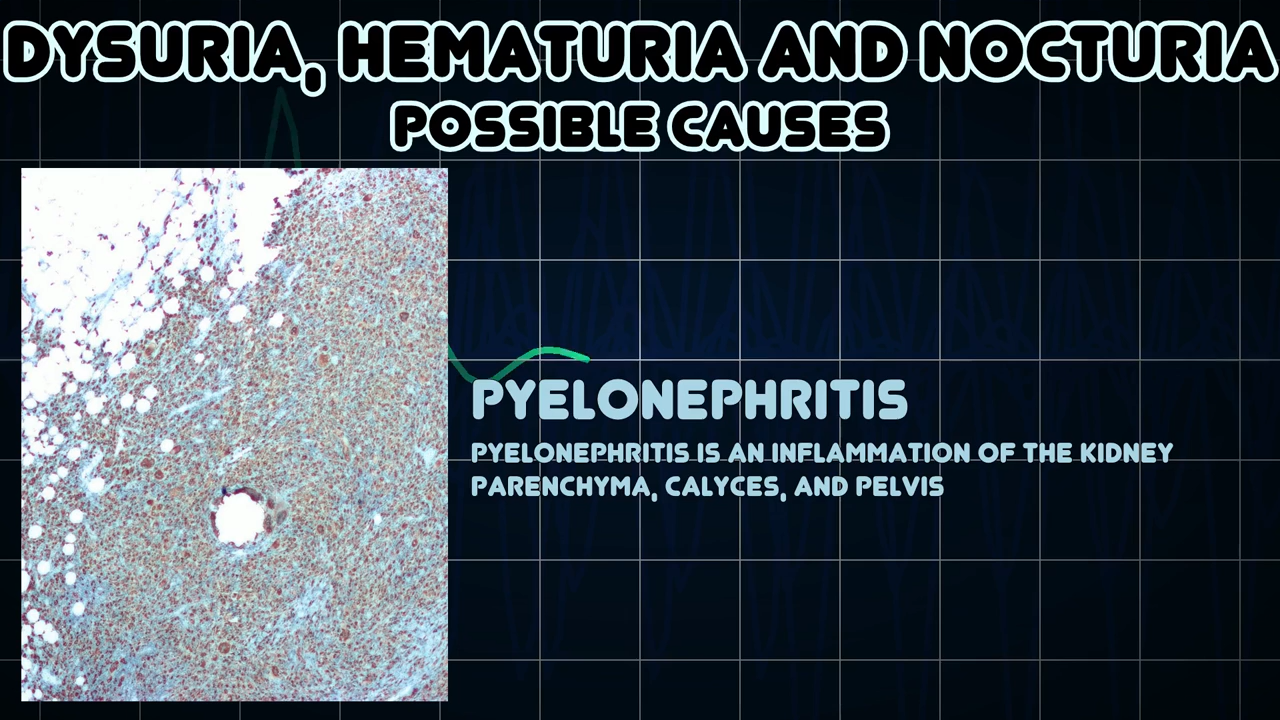 DYSURIA, HEMATURIA AND NOCTURIA
POSSIBLE CAUSES
PYELONEPHRITIS
PYELONEPHRITIS IS AN INFLAMMATION OF THE KIDNEY
PARENCHYMA, CALYCES, AND PELVIS